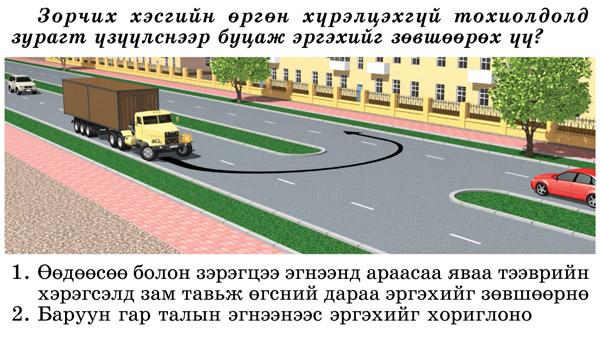 Зорчих хэсгийн өргөн хүрэлцэхгүй тохиолдолд
зурагт үзүүлснээр буцаж эргэхийг зөвшөөрөх үү?
1. Өөдөөсөө болон зэрэгцээ эгнээнд араасаа яваа тээврийн
хэрэгсэлд зам тавьж өгсний дараа эргэхийг зөвшөөрнө
2. Баруун гар талын эгнээнээс эргэхийг хориглоно